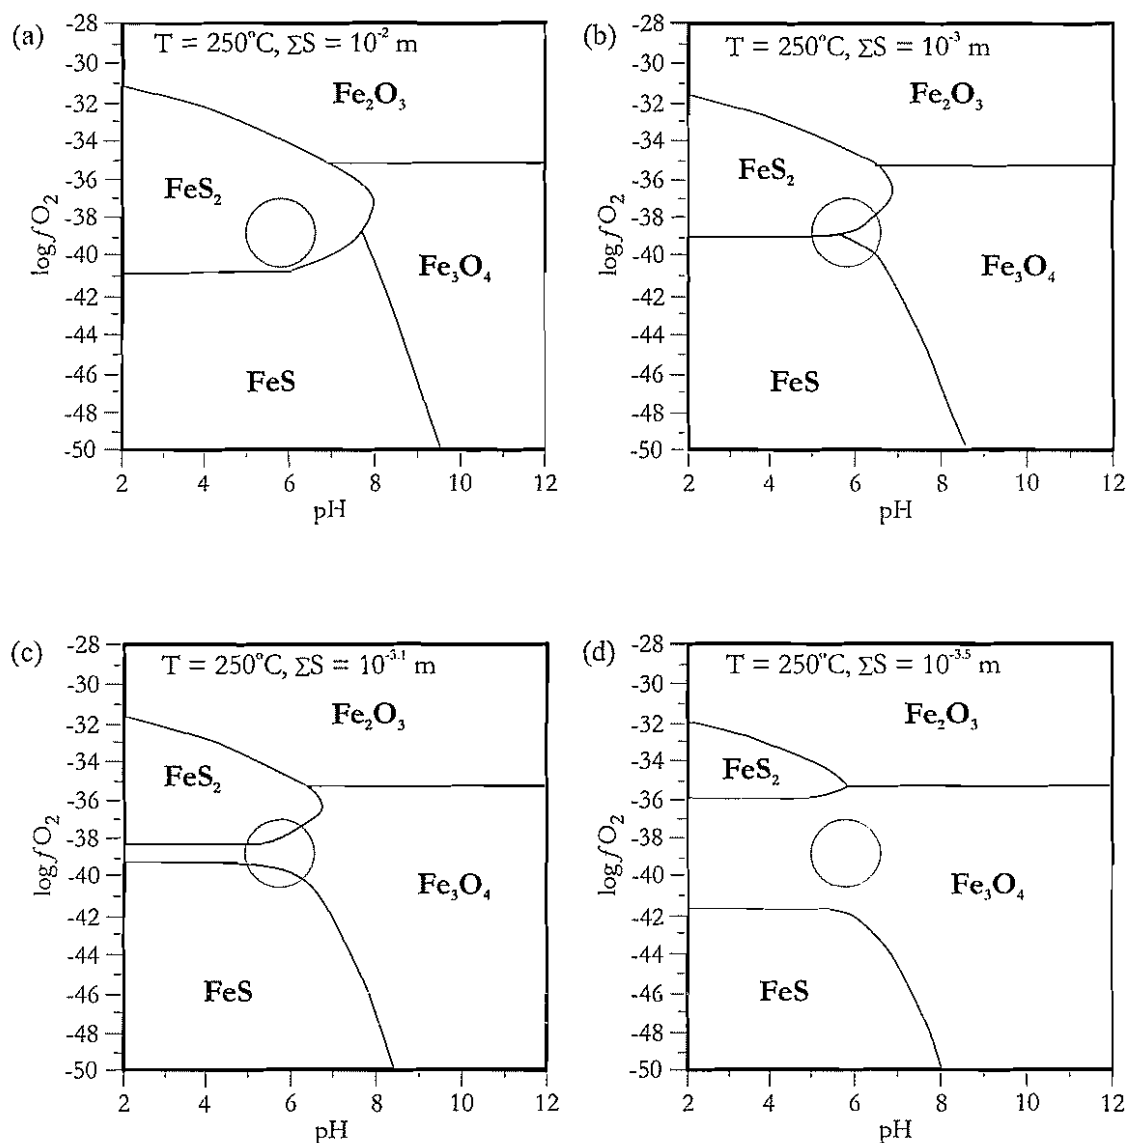 (a)
T = 250°C, ΣS = 10⁻² m
-28
-30
-32
-34
-36
-38
-40
-42
-44
-46
-48
-50
log fO₂
Fe₂O₃
FeS₂
Fe₃O₄
FeS
2 4 6 8 10 12
pH
(b)
T = 250°C, ΣS = 10⁻³ m
-28
-30
-32
-34
-36
-38
-40
-42
-44
-46
-48
-50
log fO₂
Fe₂O₃
FeS₂
Fe₃O₄
FeS
2 4 6 8 10 12
pH
(c)
T = 250°C, ΣS = 10⁻³·¹ m
-28
-30
-32
-34
-36
-38
-40
-42
-44
-46
-48
-50
log fO₂
Fe₂O₃
FeS₂
Fe₃O₄
FeS
2 4 6 8 10 12
pH
(d)
T = 250°C, ΣS = 10⁻³·⁵ m
-28
-30
-32
-34
-36
-38
-40
-42
-44
-46
-48
-50
log fO₂
Fe₂O₃
FeS₂
Fe₃O₄
FeS
2 4 6 8 10 12
pH